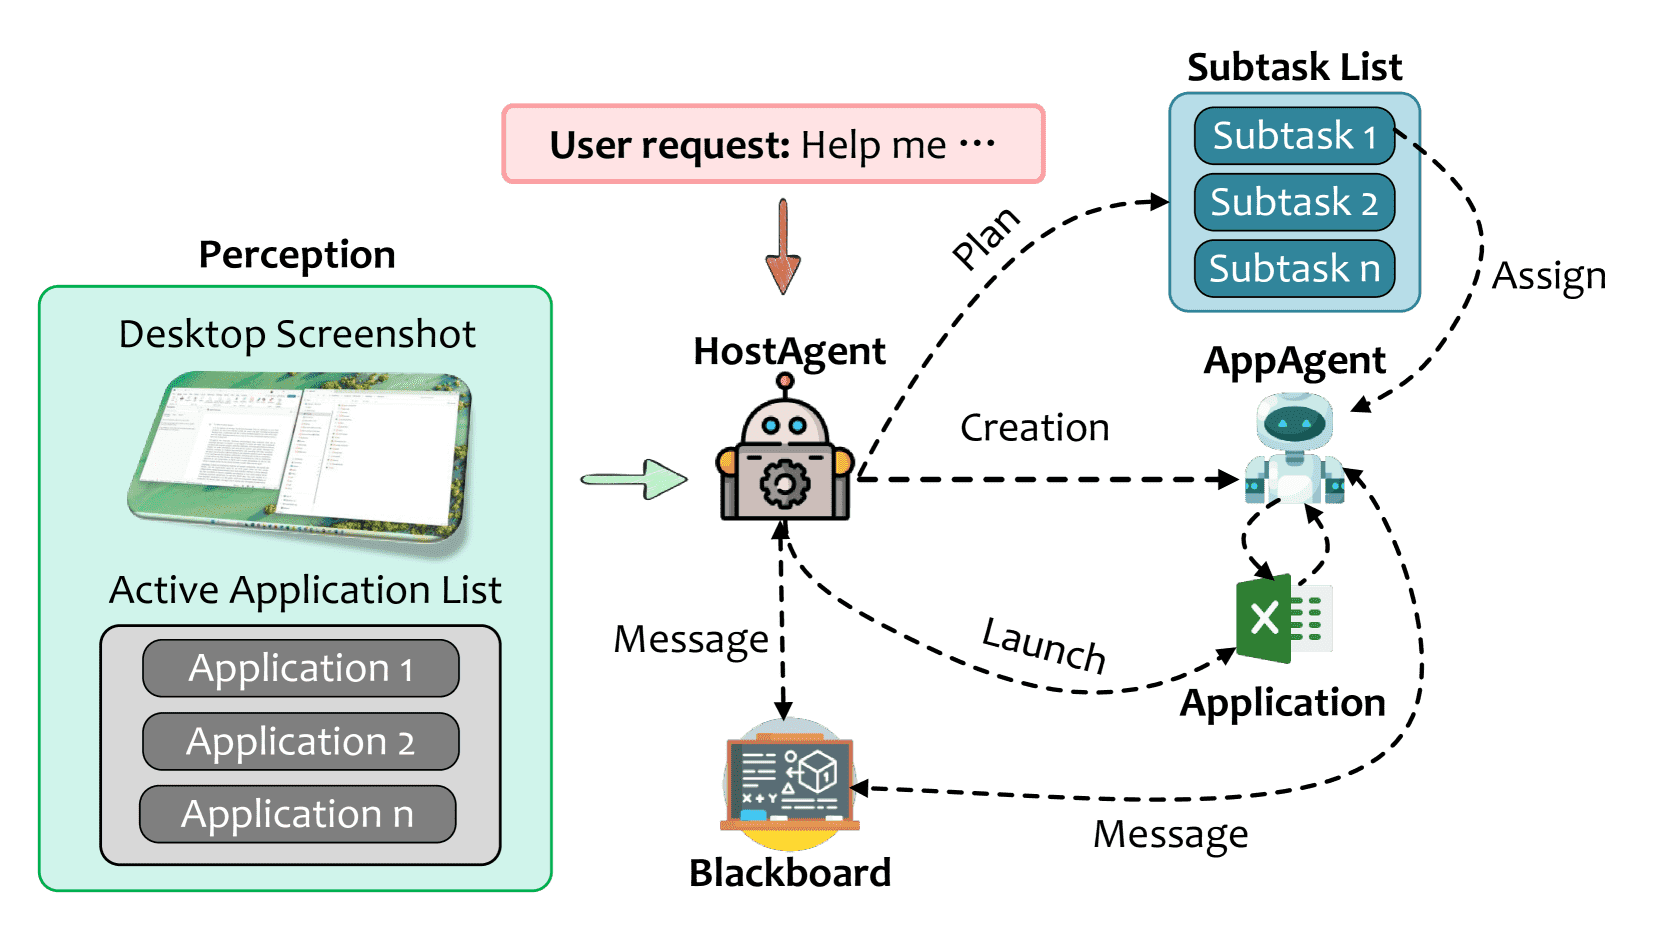 Subtask List
Subtask 1
Subtask 2
Subtask n
User request: Help me ···
Plan
Assign
Perception
Desktop Screenshot
HostAgent
AppAgent
Creation
Active Application List
Application 1
Application 2
Application n
Message
Launch
Application
X
1
X+Y
Message
Blackboard